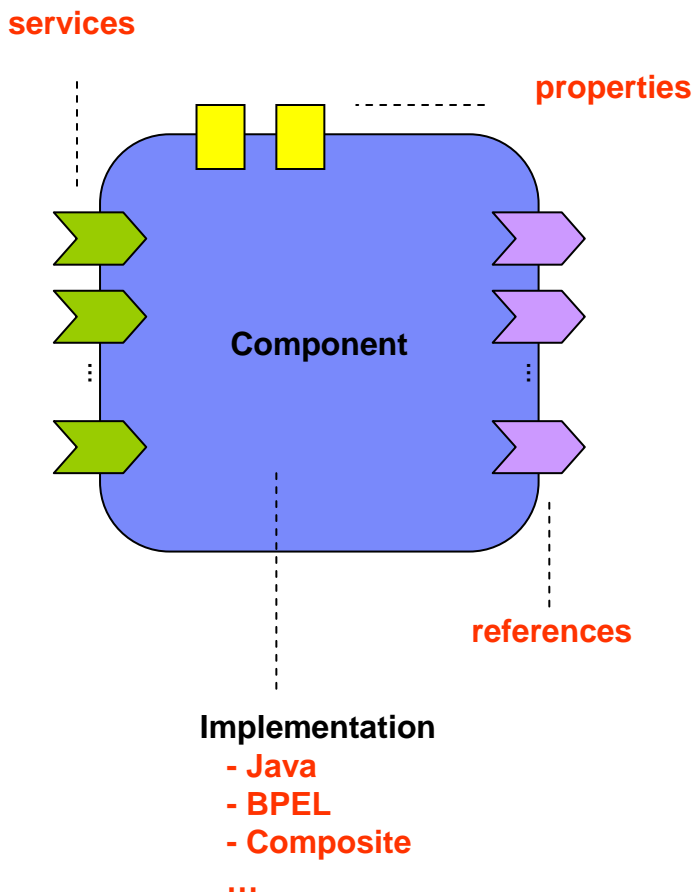 services
properties
Component
...
...
references
Implementation
- Java
- BPEL
- Composite
...